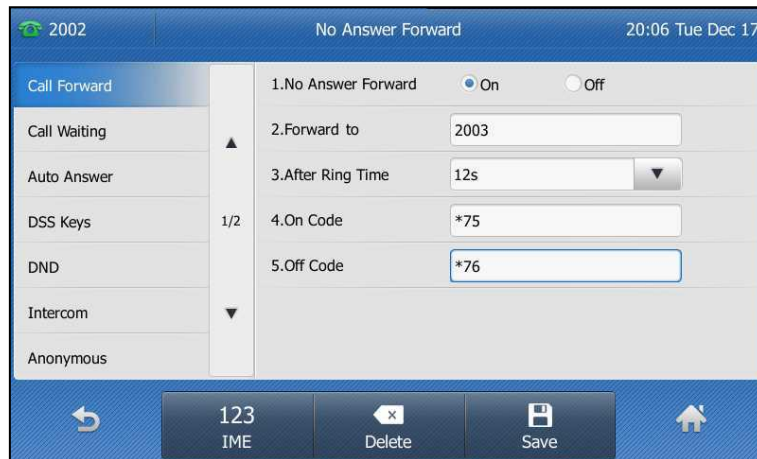 2002 No Answer Forward 20:06 Tue Dec 17
Call Forward
Call Waiting
Auto Answer
DSS Keys
DND
Intercom
Anonymous
1/2
1.No Answer Forward On Off
2.Forward to 2003
3.After Ring Time 12s
4.On Code *75
5.Off Code *76
123
IME
Delete
Save